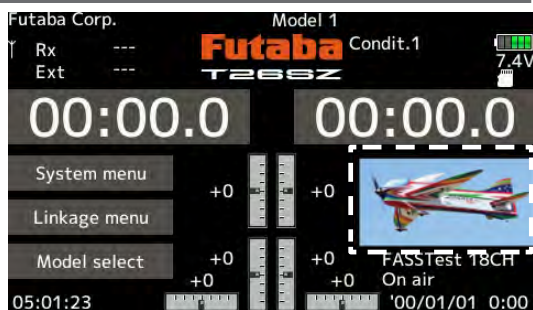 Futaba Corp.
Model 1
Rx ---
Ext ---
Futaba
T26SZ
Condit.1
7.4V
00:00.0
00:00.0
System menu
Linkage menu
Model select
+0
+0
+0
+0
+0
+0
FASSTest 18CH
On air
05:01:23
'00/01/01 0:00